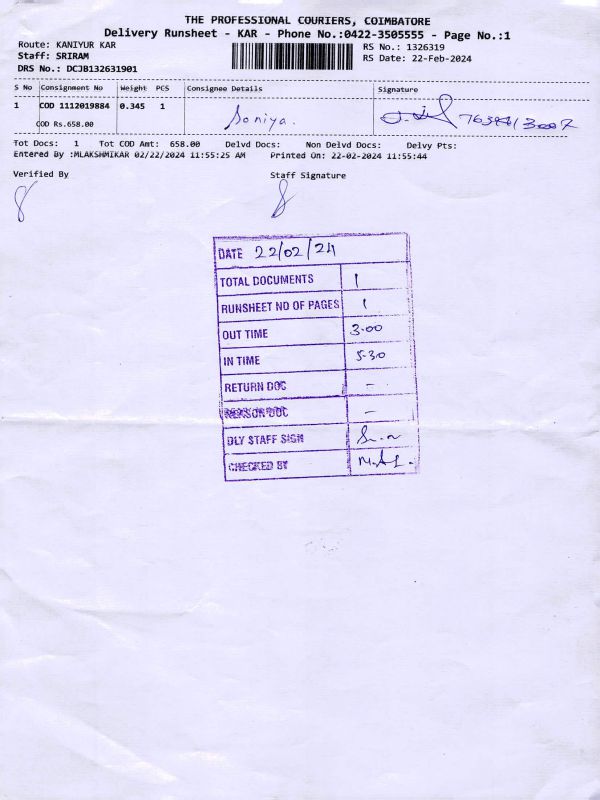 THE PROFESSIONAL COURIERS, COIMBATORE
Delivery Runsheet - KAR - Phone No.:0422-3505555 - Page No.:1
Route: KANIYUR KAR
RS No.: 1326319
Staff: SRIRAM
RS Date: 22-Feb-2024
DRS No.: DCJB132631901
S No Consignment No Weight PCS Consignee Details Signature
1 COD 1112019884 0.345 1 Soniya.
COD Rs.658.00
Tot Docs: 1 Tot COD Amt: 658.00 Delvd Docs: Non Delvd Docs: Delvy Pts:
Entered By :MLAKSHMIKAR 02/22/2024 11:55:25 AM Printed On: 22-02-2024 11:55:44
Verified By Staff Signature
DATE 22/02/24
TOTAL DOCUMENTS 1
RUNSHEET NO OF PAGES 1
OUT TIME 3.00
IN TIME 5.30
RETURN DOC -
REASON DOC -
DLY STAFF SIGN
CHECKED BY